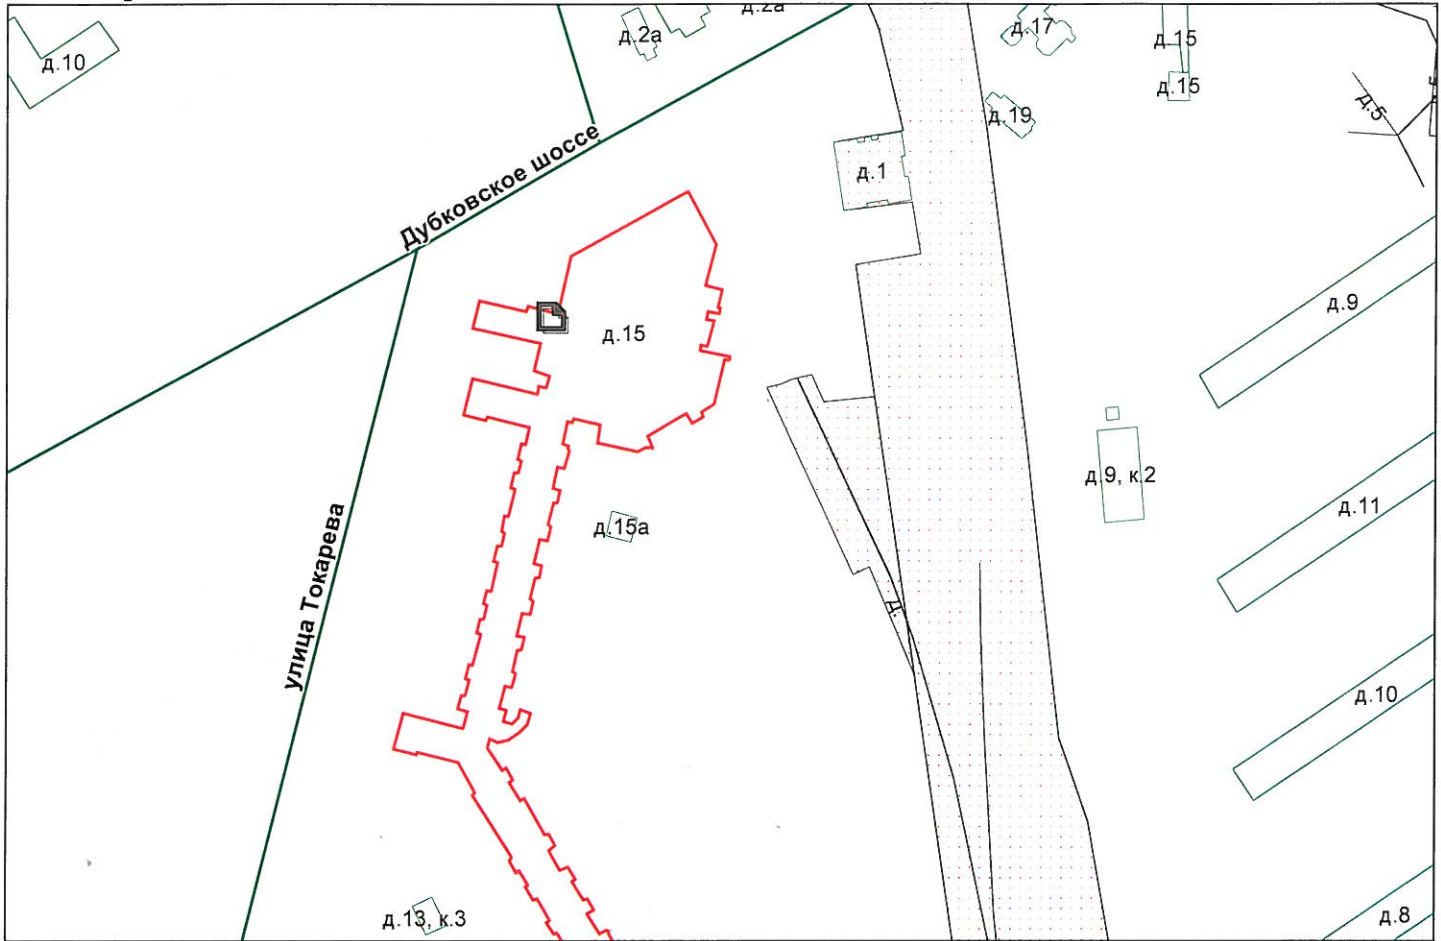 д.2а
д.2а
д.17
д.15
д.10
д.15
д.5
д.19
Дубковское шоссе
д.1
д.9
д.15
д.9, к.2
д.11
д.15а
улица Токарева
д.
д.10
д.13, к.3
д.8